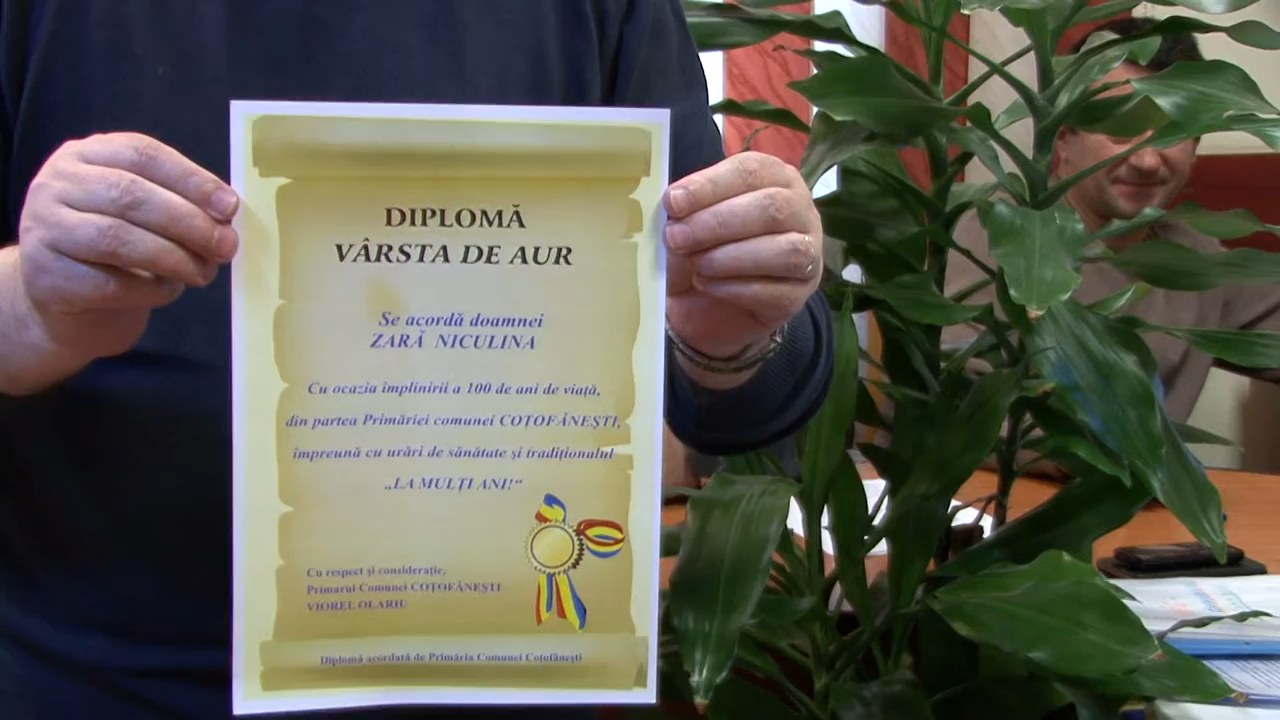 DIPLOMĂ
VÂRSTA DE AUR
Se acordă doamnei
ZARĂ NICULINA
Cu ocazia împlinirii a 100 de ani de viață,
din partea Primăriei comunei COȚOFĂNEȘTI,
împreună cu urări de sănătate și tradiționalul
„LA MULȚI ANI!“
Cu respect și considerație,
Primarul Comunei COȚOFĂNEȘTI
VIOREL OLARIU
Diplomă acordată de Primăria Comunei Coțofănești